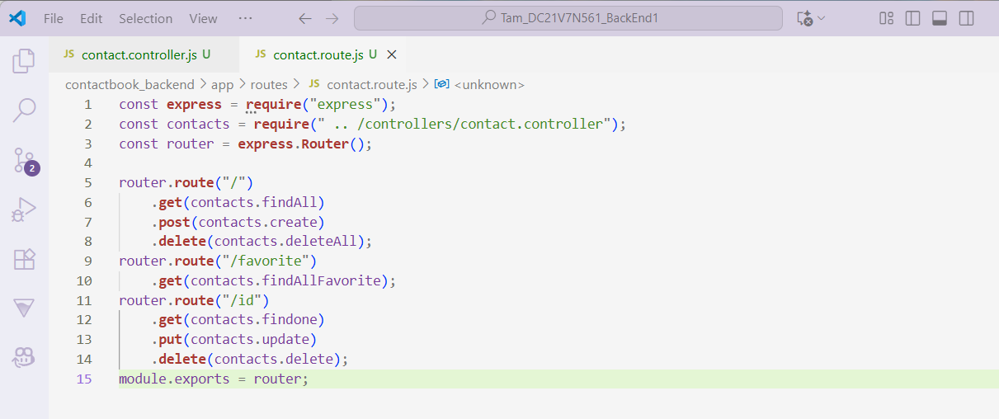 File Edit Selection View ... Tam_DC21V7N561_BackEnd1
JS contact.controller.js U JS contact.route.js U
contactbook_backend > app > routes > JS contact.route.js > <unknown>
1 const express = require("express");
2 const contacts = require(" .. /controllers/contact.controller");
3 const router = express.Router();
4
5 router.route("/")
6 .get(contacts.findAll)
7 .post(contacts.create)
8 .delete(contacts.deleteAll);
9 router.route("/favorite")
10 .get(contacts.findAllFavorite);
11 router.route("/id")
12 .get(contacts.findone)
13 .put(contacts.update)
14 .delete(contacts.delete);
15 module.exports = router;
2